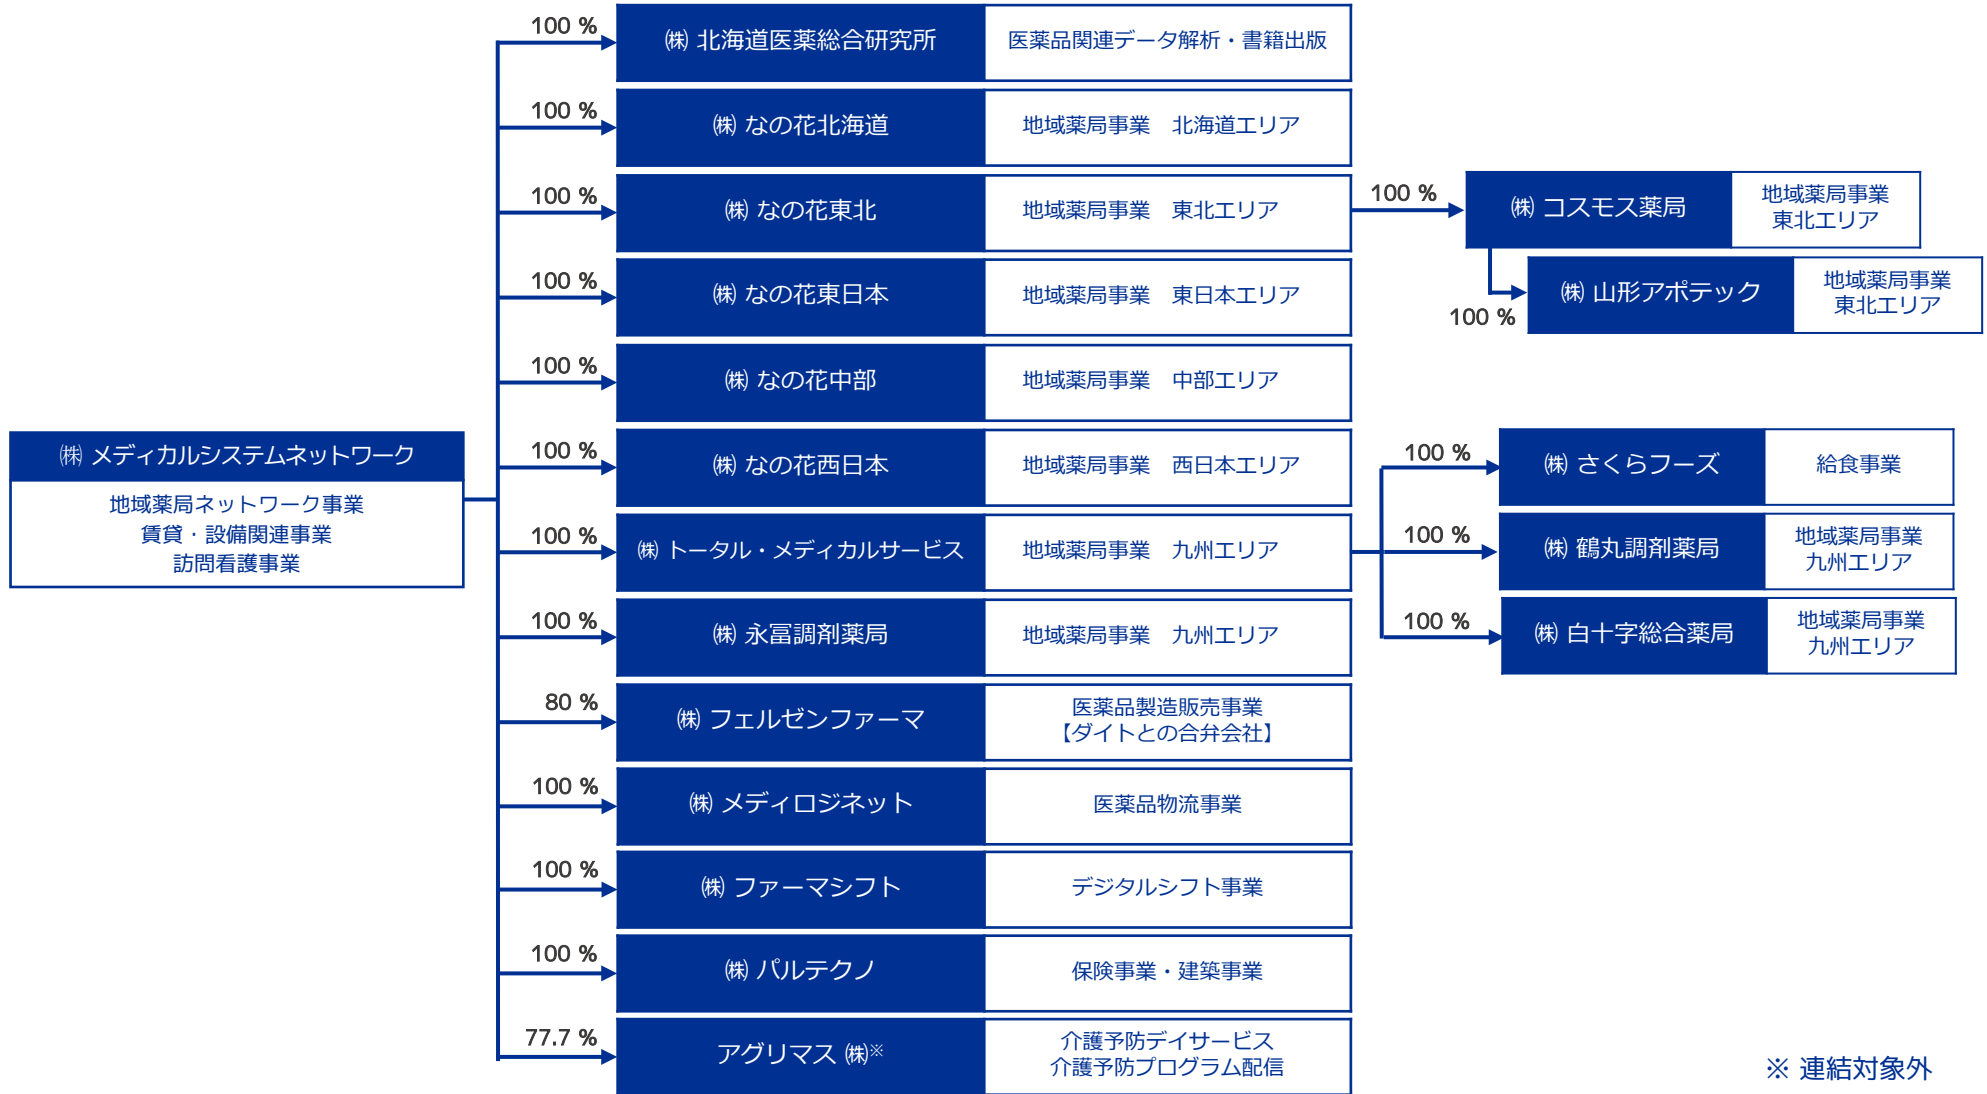 ㈱ メディカルシステムネットワーク
地域薬局ネットワーク事業
賃貸・設備関連事業
訪問看護事業
100 %
㈱ 北海道医薬総合研究所
医薬品関連データ解析・書籍出版
100 %
㈱ なの花北海道
地域薬局事業　北海道エリア
100 %
㈱ なの花東北
地域薬局事業　東北エリア
100 %
㈱ コスモス薬局
地域薬局事業
東北エリア
100 %
㈱ 山形アポテック
地域薬局事業
東北エリア
100 %
㈱ なの花東日本
地域薬局事業　東日本エリア
100 %
㈱ なの花中部
地域薬局事業　中部エリア
100 %
㈱ なの花西日本
地域薬局事業　西日本エリア
100 %
㈱ トータル・メディカルサービス
地域薬局事業　九州エリア
100 %
㈱ さくらフーズ
給食事業
100 %
㈱ 鶴丸調剤薬局
地域薬局事業
九州エリア
100 %
㈱ 白十字総合薬局
地域薬局事業
九州エリア
100 %
㈱ 永冨調剤薬局
地域薬局事業　九州エリア
80 %
㈱ フェルゼンファーマ
医薬品製造販売事業
【ダイトとの合弁会社】
100 %
㈱ メディロジネット
医薬品物流事業
100 %
㈱ ファーマシフト
デジタルシフト事業
100 %
㈱ パルテクノ
保険事業・建築事業
77.7 %
アグリマス ㈱※
介護予防デイサービス
介護予防プログラム配信
※ 連結対象外